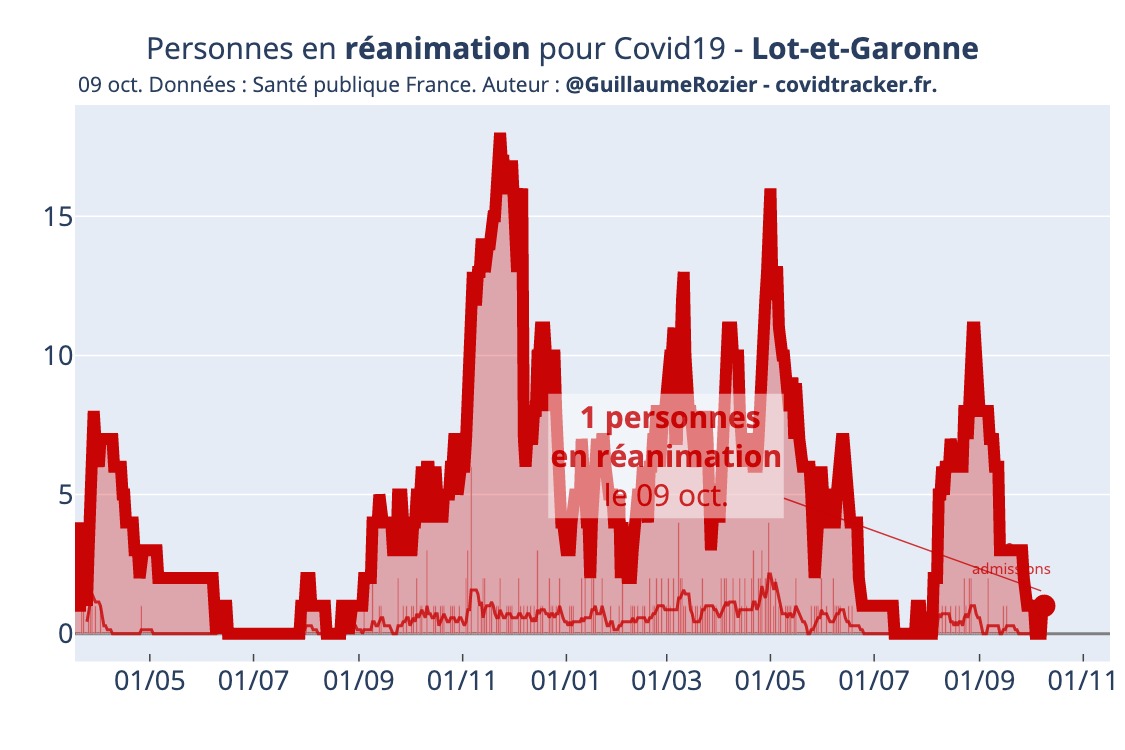 Personnes en réanimation pour Covid19 - Lot-et-Garonne
09 oct. Données : Santé publique France. Auteur : @GuillaumeRozier - covidtracker.fr.
15
10
5
0
1 personnes
en réanimation
le 09 oct.
admissions
01/05 01/07 01/09 01/11 01/01 01/03 01/05 01/07 01/09 01/11